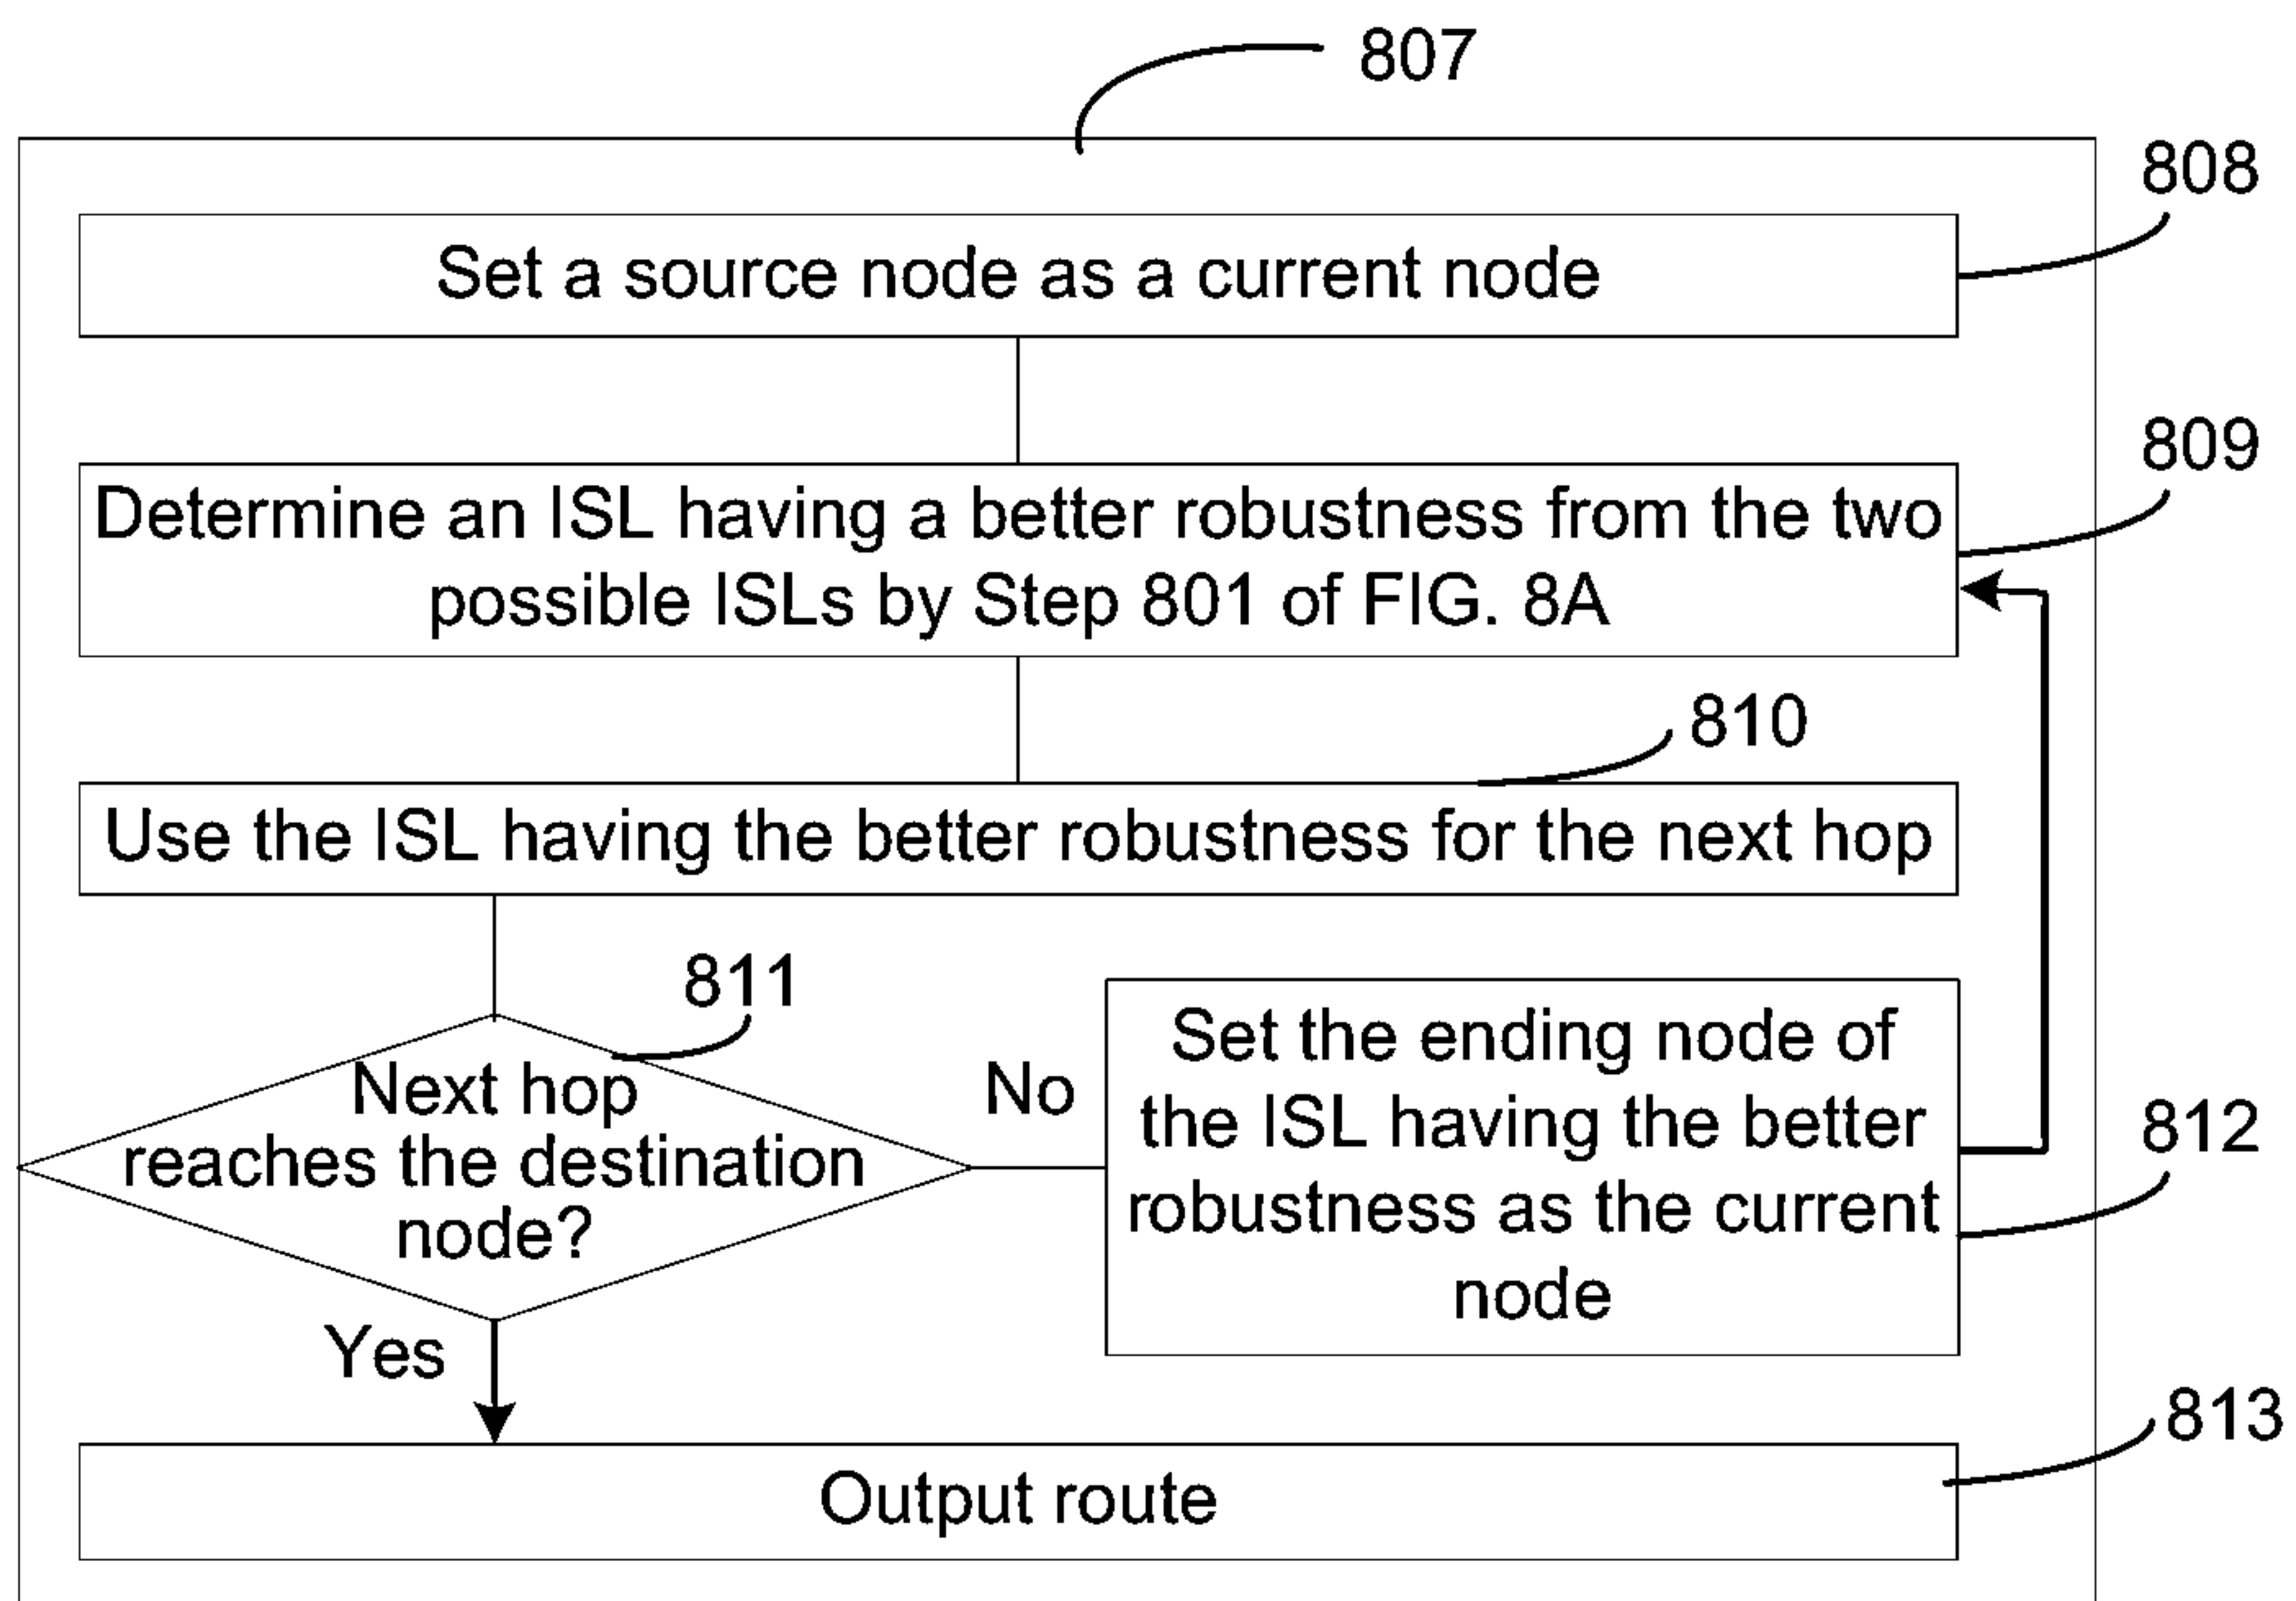 807
808
Set a source node as a current node
809
Determine an ISL having a better robustness from the two
possible ISLs by Step 801 of FIG. 8A
810
Use the ISL having the better robustness for the next hop
811
Next hop
reaches the destination
node?
No
Set the ending node of
the ISL having the better
robustness as the current
node
812
Yes
813
Output route